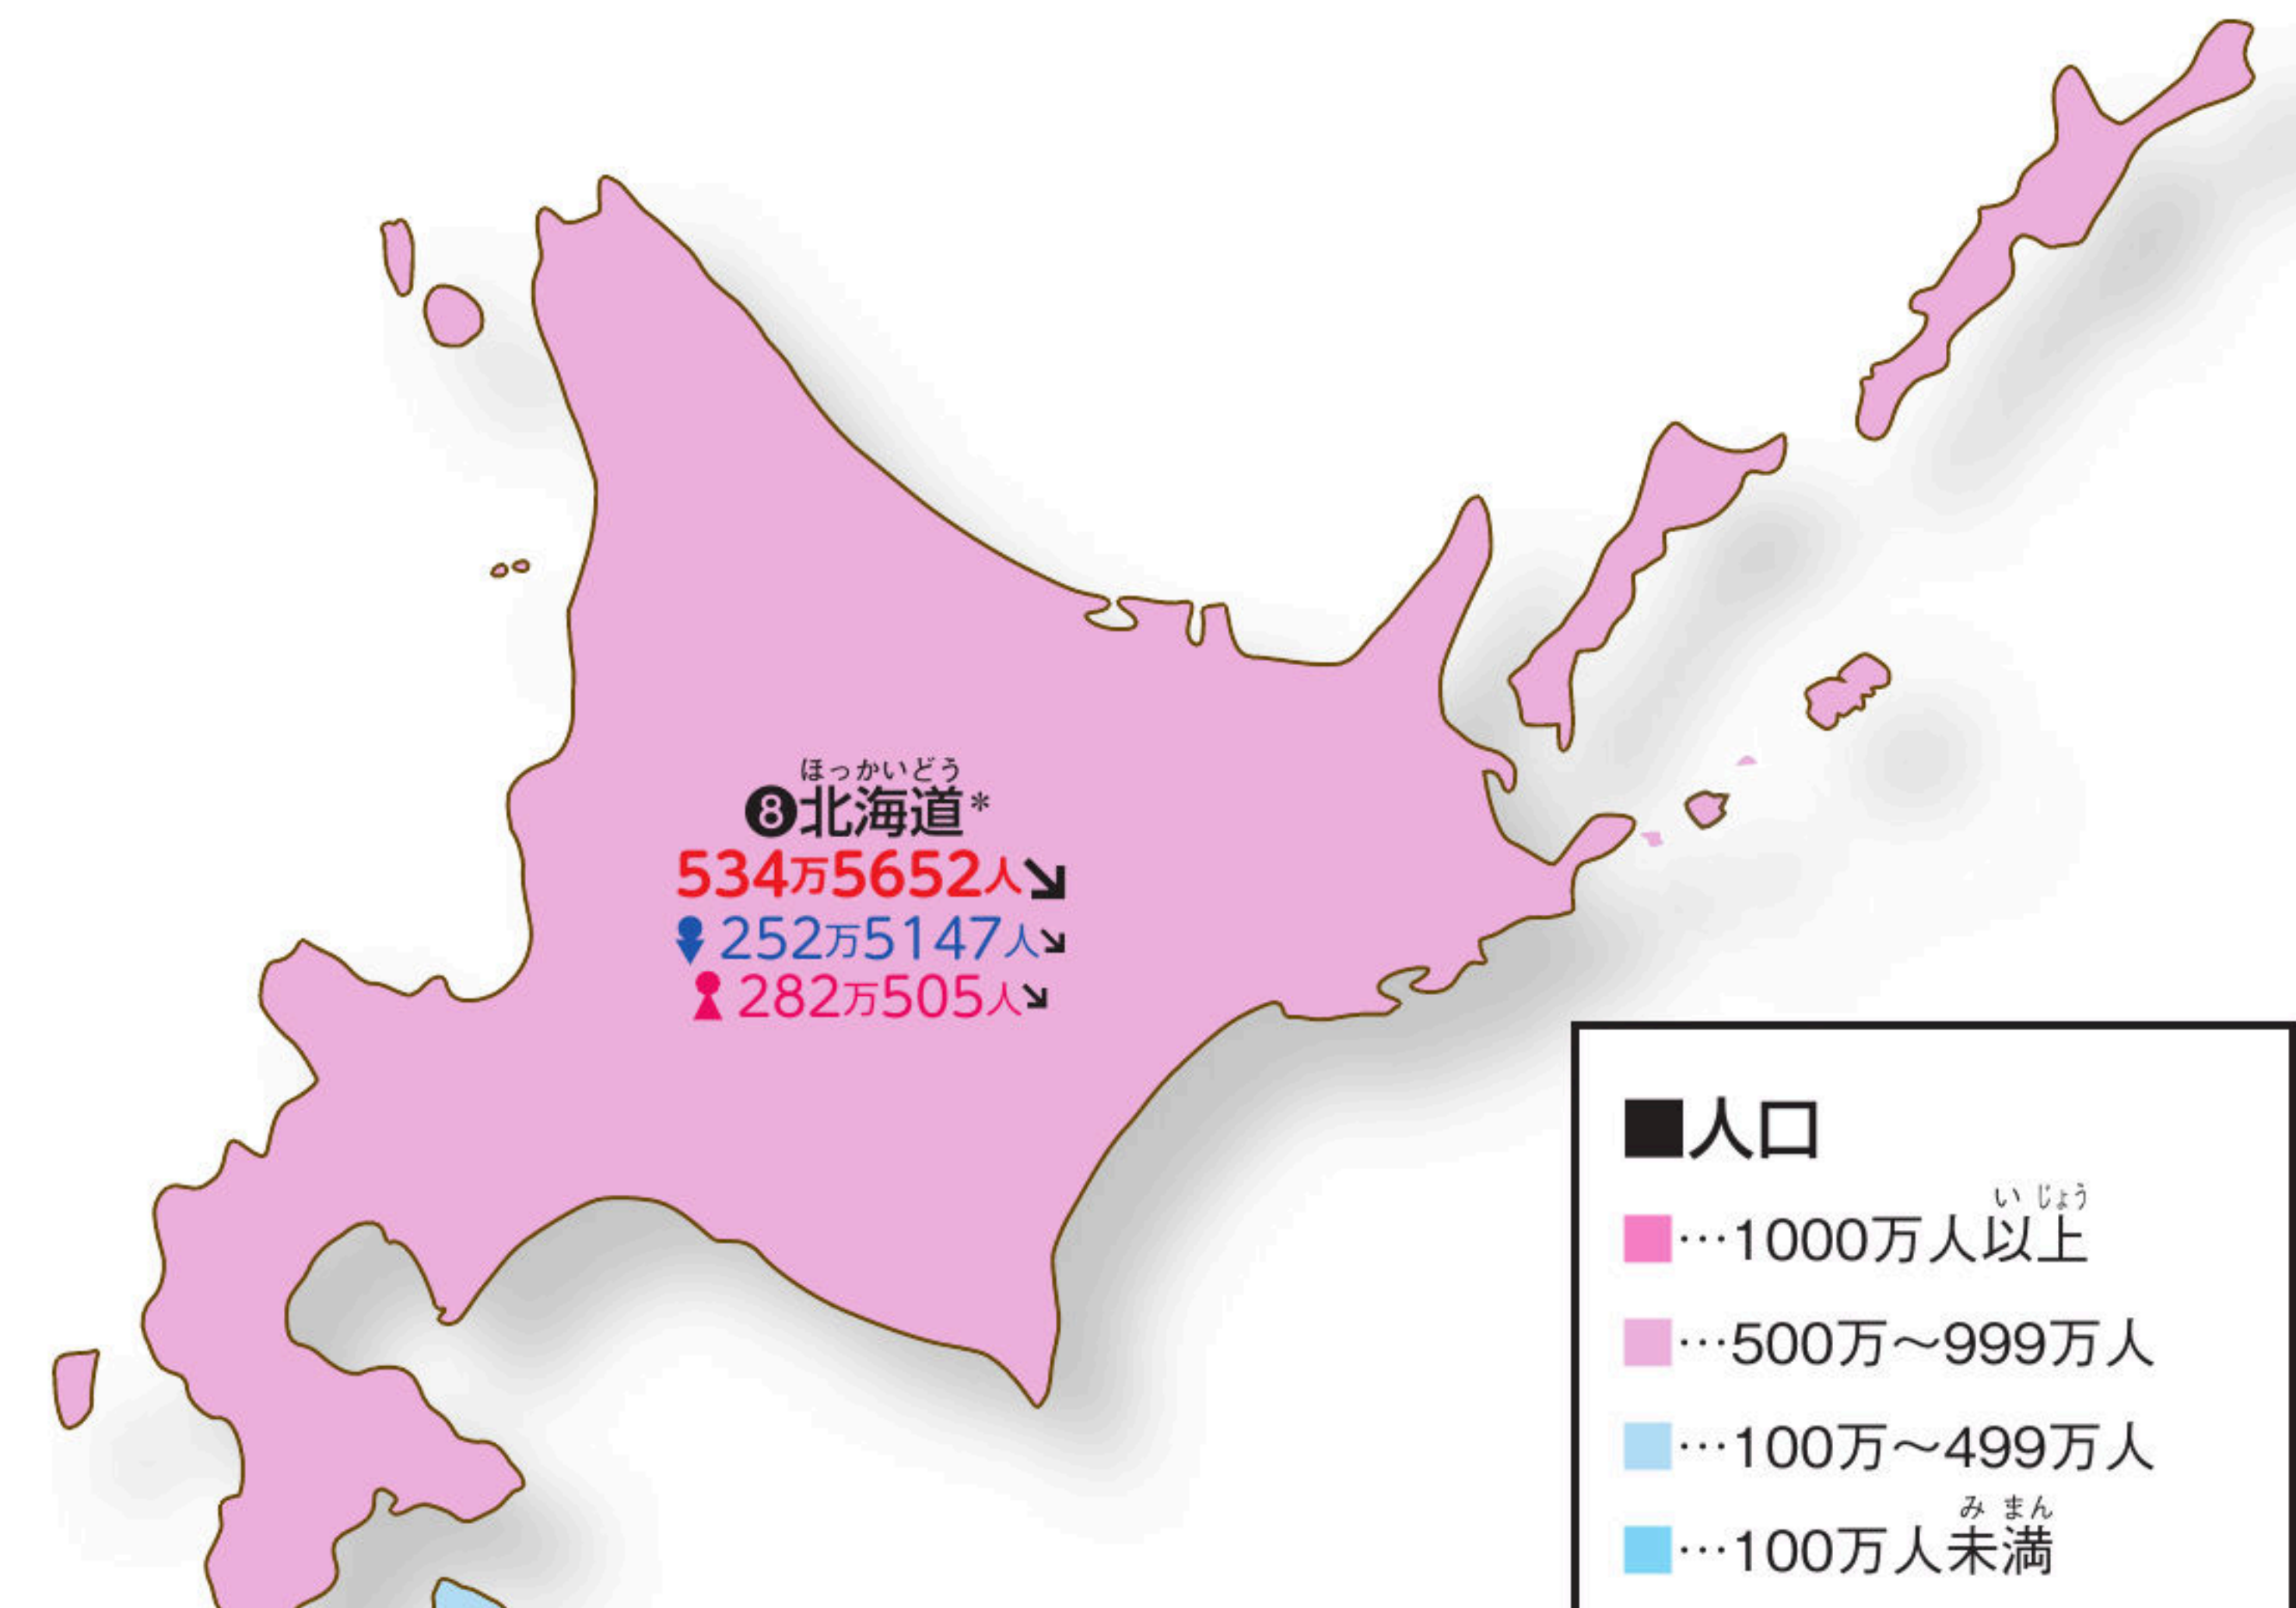 ほっかいどう
❽北海道*
534万5652人↘
252万5147人↘
282万505人↘
■人口
いじょう
…1000万人以上
…500万〜999万人
…100万〜499万人
みまん
…100万人未満